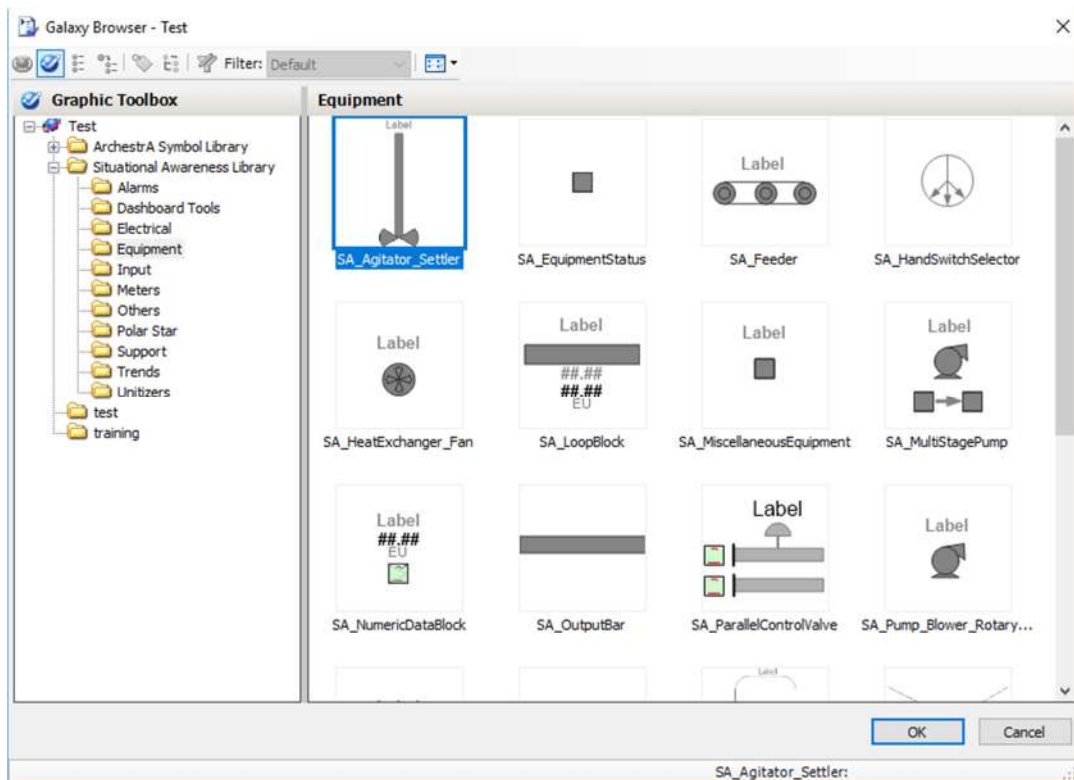 Galaxy Browser - Test
Filter: Default
Graphic Toolbox
Test
ArchestrA Symbol Library
Situational Awareness Library
Alarms
Dashboard Tools
Electrical
Equipment
Input
Meters
Others
Polar Star
Support
Trends
Unitizers
test
training
Equipment
Label
SA_Agitator_Settler
SA_EquipmentStatus
Label
SA_Feeder
SA_HandSwitchSelector
Label
SA_HeatExchanger_Fan
Label
##.##
##.##
EU
SA_LoopBlock
Label
SA_MiscellaneousEquipment
Label
SA_MultiStagePump
Label
##.##
EU
SA_NumericDataBlock
SA_OutputBar
Label
SA_ParallelControlValve
Label
SA_Pump_Blower_Rotary...
Label
OK
Cancel
SA_Agitator_Settler: